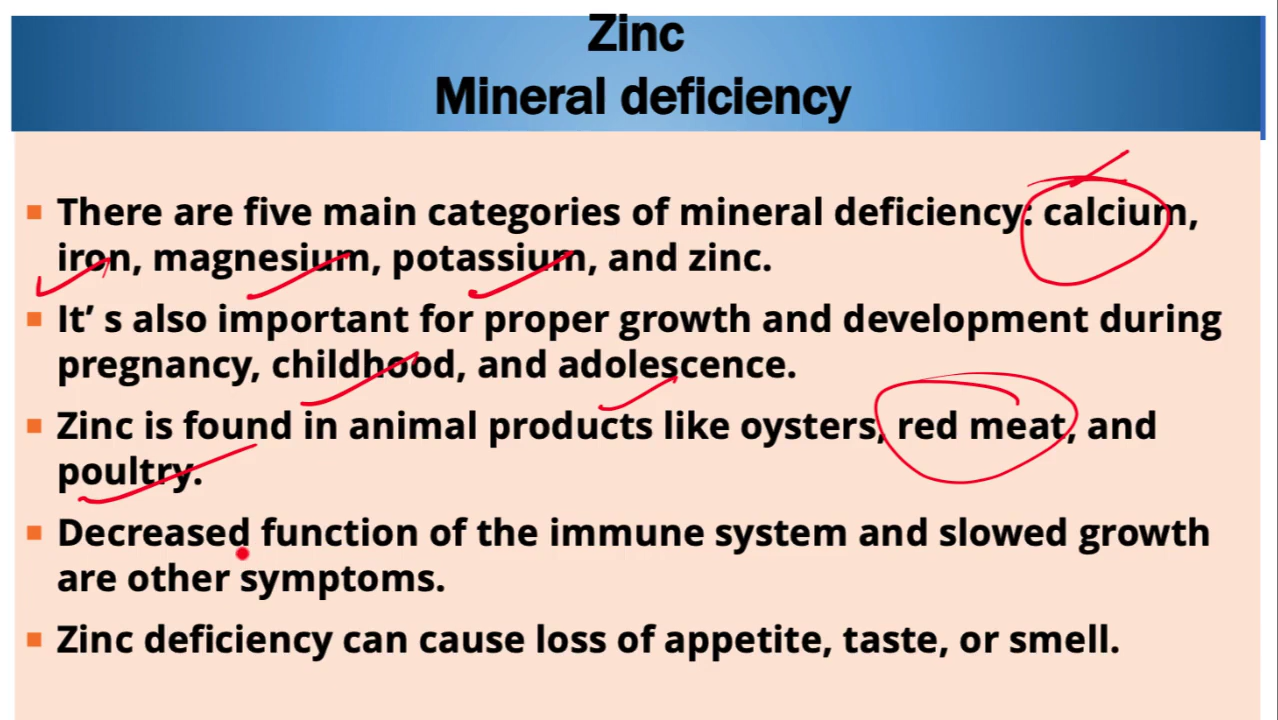 Zinc
Mineral deficiency
▪ There are five main categories of mineral deficiency: calcium,
iron, magnesium, potassium, and zinc.
▪ It’ s also important for proper growth and development during
pregnancy, childhood, and adolescence.
▪ Zinc is found in animal products like oysters, red meat, and
poultry.
▪ Decreased function of the immune system and slowed growth
are other symptoms.
▪ Zinc deficiency can cause loss of appetite, taste, or smell.